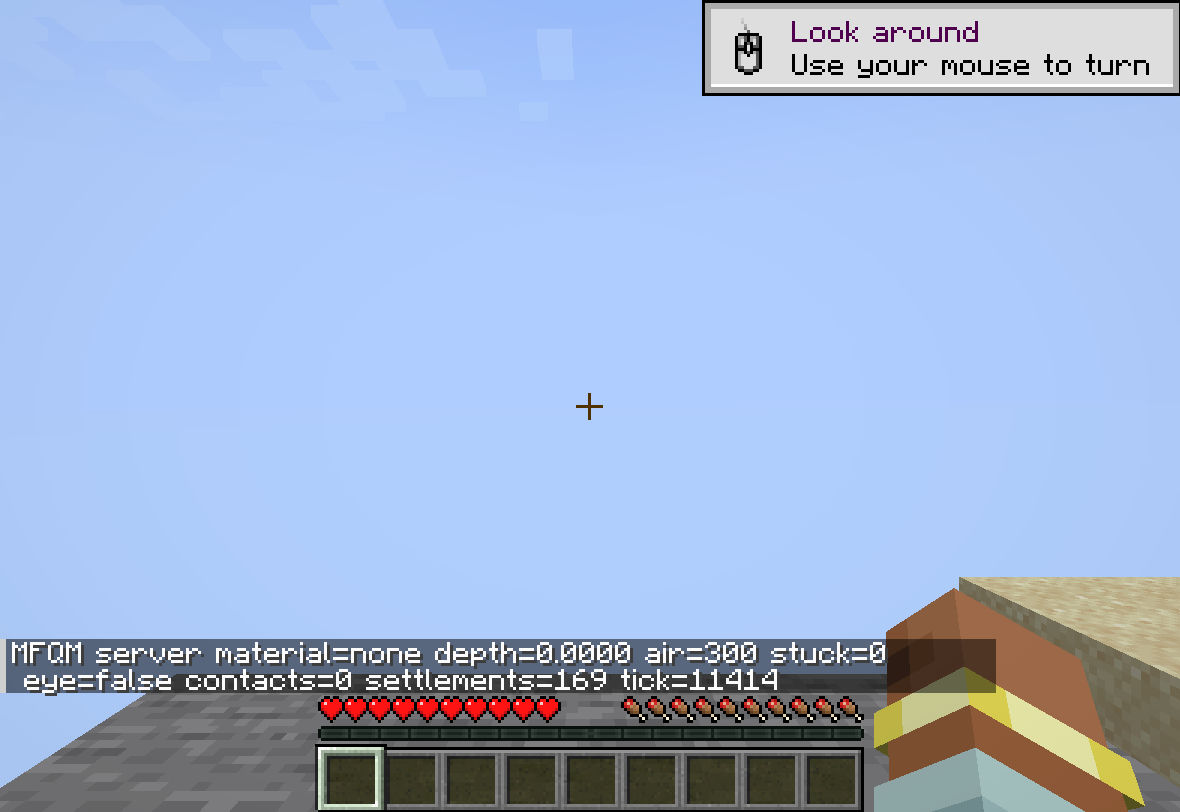 Look around
Use your mouse to turn
MFQM server material=none depth=0.0000 air=300 stuck=0
eye=false contacts=0 settlements=169 tick=11414